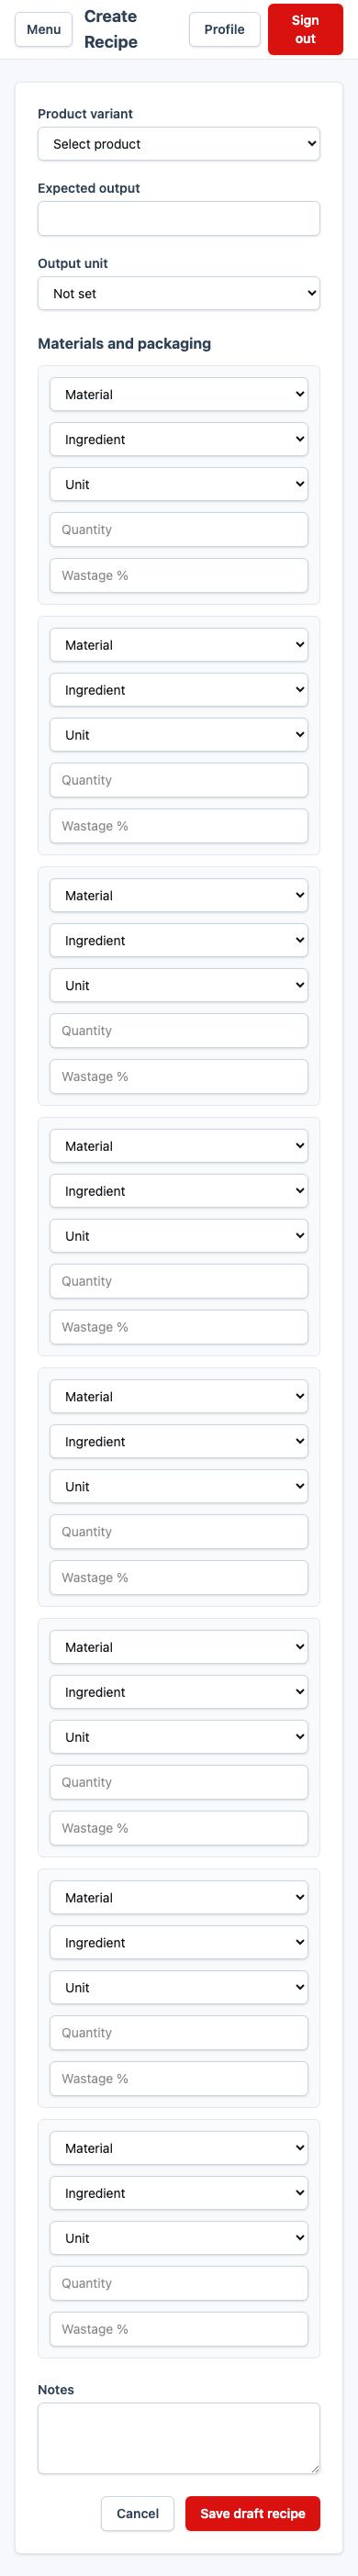 Menu
Create
Recipe
Profile
Sign
out
Product variant
Select product
Expected output
Output unit
Not set
Materials and packaging
Material
Ingredient
Unit
Quantity
Wastage %
Material
Ingredient
Unit
Quantity
Wastage %
Material
Ingredient
Unit
Quantity
Wastage %
Material
Ingredient
Unit
Quantity
Wastage %
Material
Ingredient
Unit
Quantity
Wastage %
Material
Ingredient
Unit
Quantity
Wastage %
Material
Ingredient
Unit
Quantity
Wastage %
Material
Ingredient
Unit
Quantity
Wastage %
Notes
Cancel
Save draft recipe